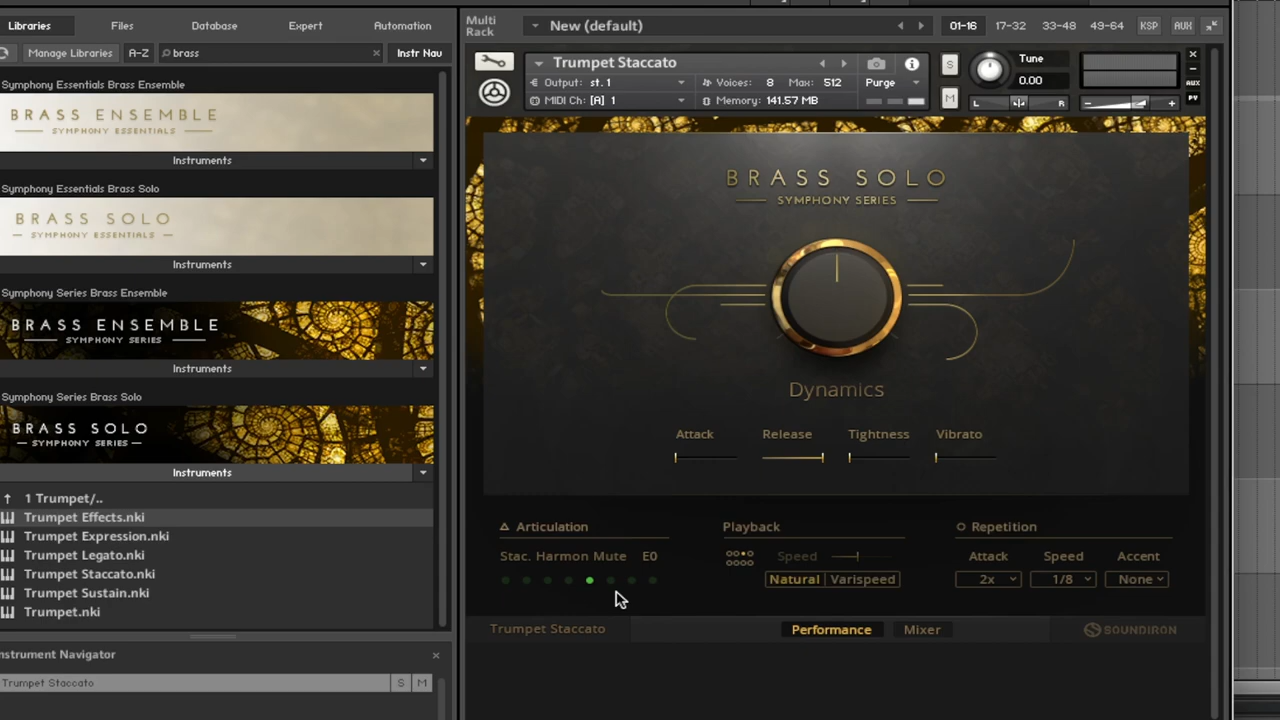 Libraries Files Database Expert Automation
Manage Libraries A-Z brass × Instr Nav
Symphony Essentials Brass Ensemble
BRASS ENSEMBLE
SYMPHONY ESSENTIALS
Instruments
Symphony Essentials Brass Solo
BRASS SOLO
SYMPHONY ESSENTIALS
Instruments
Symphony Series Brass Ensemble
BRASS ENSEMBLE
SYMPHONY SERIES
Instruments
Symphony Series Brass Solo
BRASS SOLO
SYMPHONY SERIES
Instruments
1 Trumpet/..
Trumpet Effects.nki
Trumpet Expression.nki
Trumpet Legato.nki
Trumpet Staccato.nki
Trumpet Sustain.nki
Trumpet.nki
nstrument Navigator ×
Trumpet Staccato S M
Multi
Rack
New (default) 01-16 17-32 33-48 49-64 KSP AUX
Trumpet Staccato
Output: st. 1 Voices: 8 Max: 512 Purge
MIDI Ch: [A] 1 Memory: 141.57 MB
S
M
Tune
0.00
L R
− +
AUX
PV
BRASS SOLO
SYMPHONY SERIES
Dynamics
Attack Release Tightness Vibrato
Articulation Playback Repetition
Stac. Harmon Mute E0 Speed Attack Speed Accent
Natural Varispeed 2x 1/8 None
Trumpet Staccato Performance Mixer SOUNDIRON